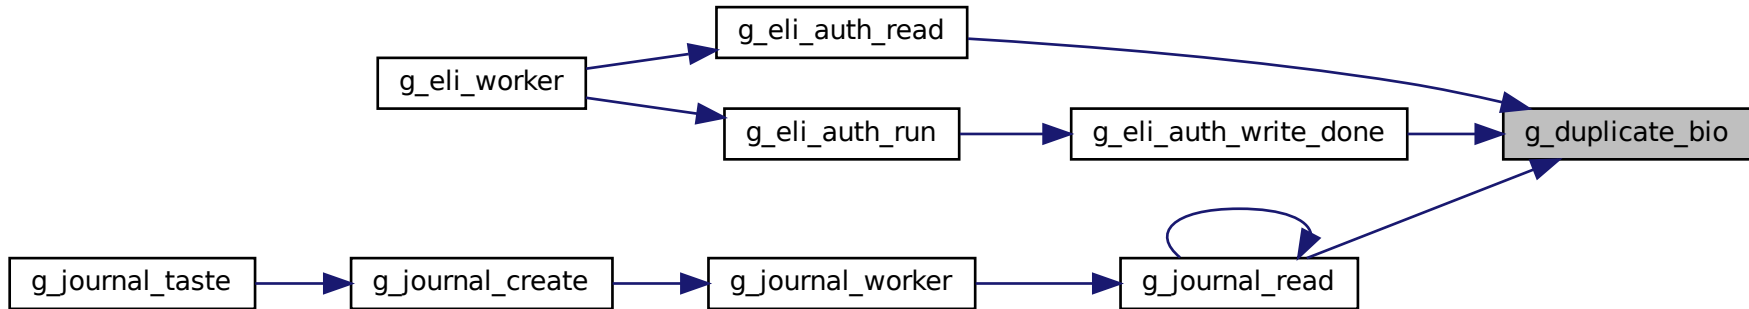 g_eli_auth_read
g_eli_worker
g_eli_auth_run
g_eli_auth_write_done
g_duplicate_bio
g_journal_taste
g_journal_create
g_journal_worker
g_journal_read